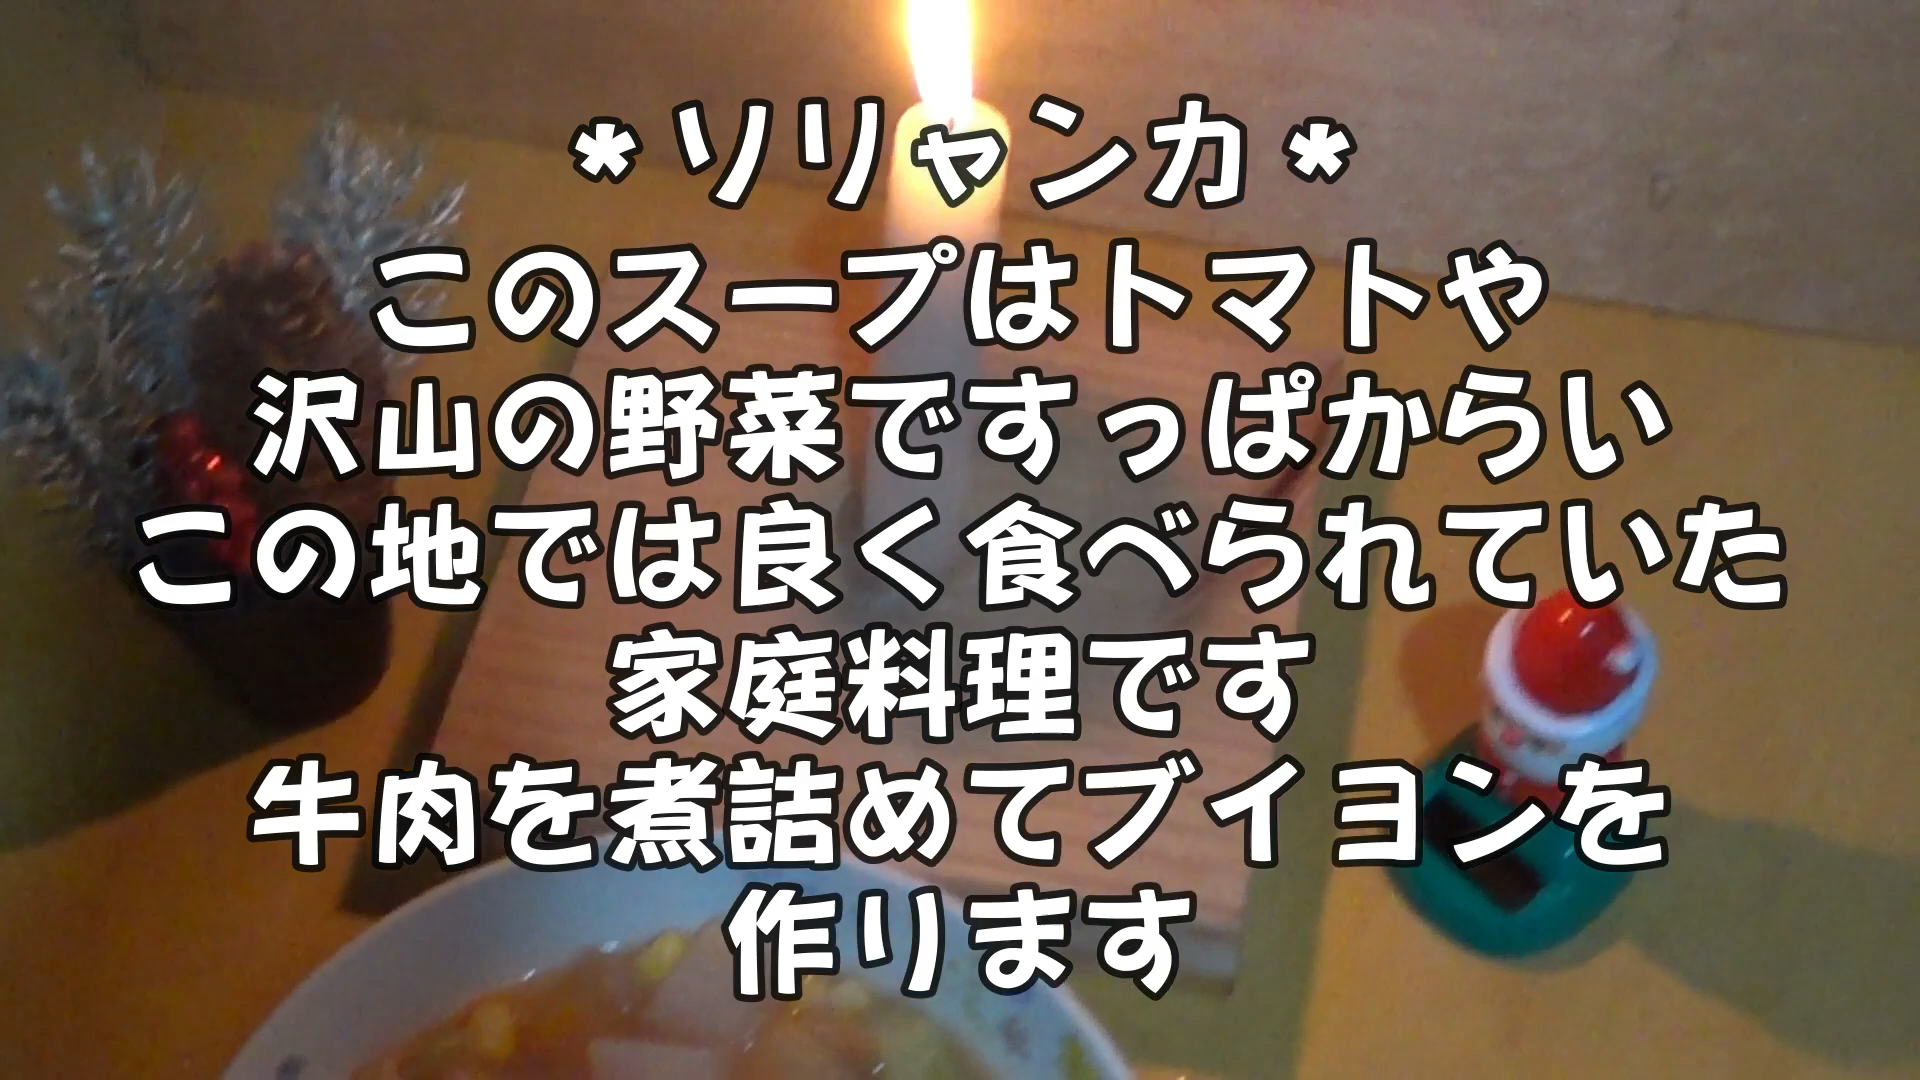 *ソリャンカ*
このスープはトマトや
沢山の野菜ですっぱからい
この地では良く食べられていた
家庭料理です
牛肉を煮詰めてブイヨンを
作ります